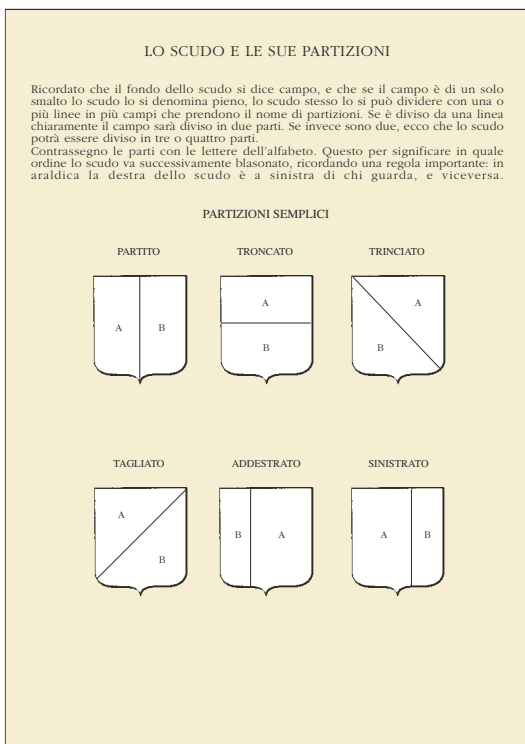 LO SCUDO E LE SUE PARTIZIONI
Ricordato che il fondo dello scudo si dice campo, e che se il campo è di un solo
smalto lo scudo lo si denomina pieno, lo scudo stesso lo si può dividere con una o
più linee in più campi che prendono il nome di partizioni. Se è diviso da una linea
chiaramente il campo sarà diviso in due parti. Se invece sono due, ecco che lo scudo
potrà essere diviso in tre o quattro parti.
Contrassegno le parti con le lettere dell'alfabeto. Questo per significare in quale
ordine lo scudo va successivamente blasonato, ricordando una regola importante: in
araldica la destra dello scudo è a sinistra di chi guarda, e viceversa.
PARTIZIONI SEMPLICI
PARTITO TRONCATO TRINCIATO
A B A B A B
TAGLIATO ADDESTRATO SINISTRATO
A B B A A B